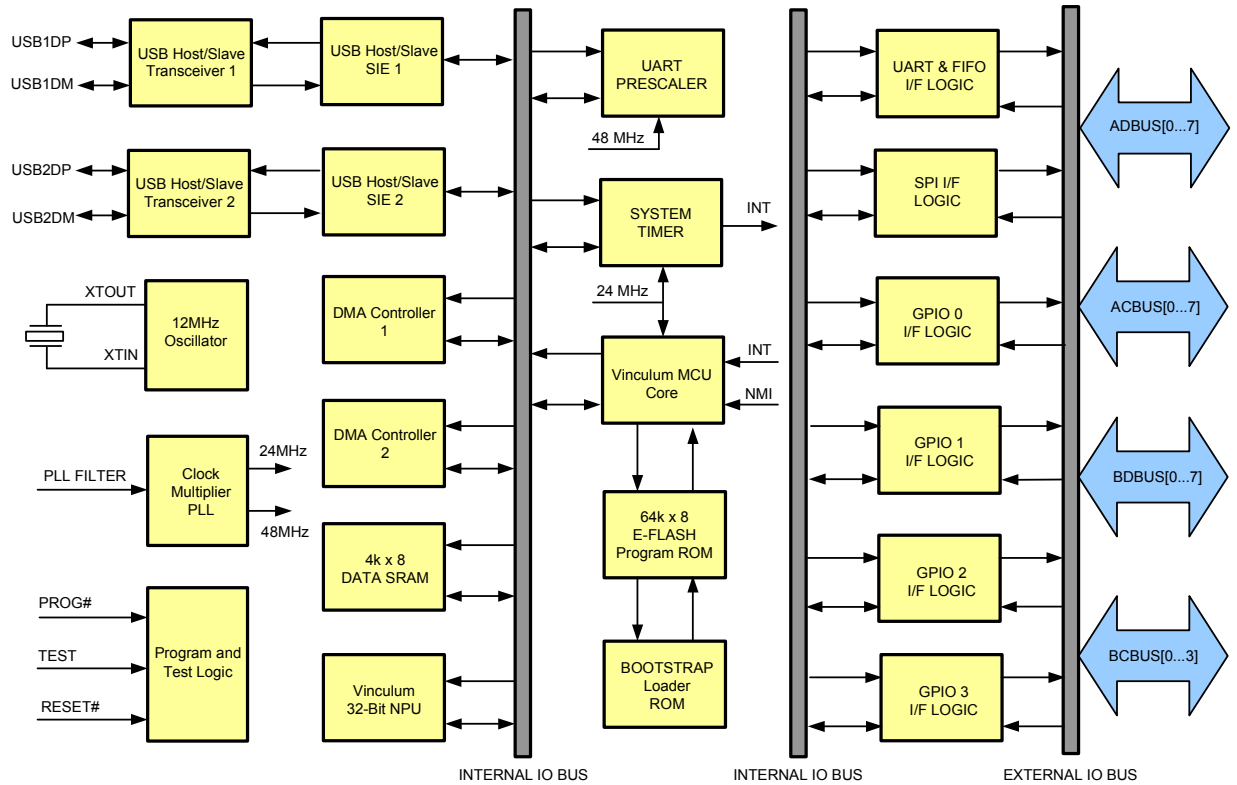 USB1DP
USB1DM
USB Host/Slave
Transceiver 1
USB Host/Slave
SIE 1
USB2DP
USB2DM
USB Host/Slave
Transceiver 2
USB Host/Slave
SIE 2
XTOUT
XTIN
12MHz
Oscillator
DMA Controller
1
PLL FILTER
Clock
Multiplier
PLL
24MHz
48MHz
DMA Controller
2
4k x 8
DATA SRAM
PROG#
TEST
RESET#
Program and
Test Logic
Vinculum
32-Bit NPU
INTERNAL IO BUS
UART
PRESCALER
48 MHz
SYSTEM
TIMER
INT
24 MHz
Vinculum MCU
Core
INT
NMI
64k x 8
E-FLASH
Program ROM
BOOTSTRAP
Loader
ROM
INTERNAL IO BUS
UART & FIFO
I/F LOGIC
SPI I/F
LOGIC
GPIO 0
I/F LOGIC
GPIO 1
I/F LOGIC
GPIO 2
I/F LOGIC
GPIO 3
I/F LOGIC
EXTERNAL IO BUS
ADBUS[0...7]
ACBUS[0...7]
BDBUS[0...7]
BCBUS[0...3]